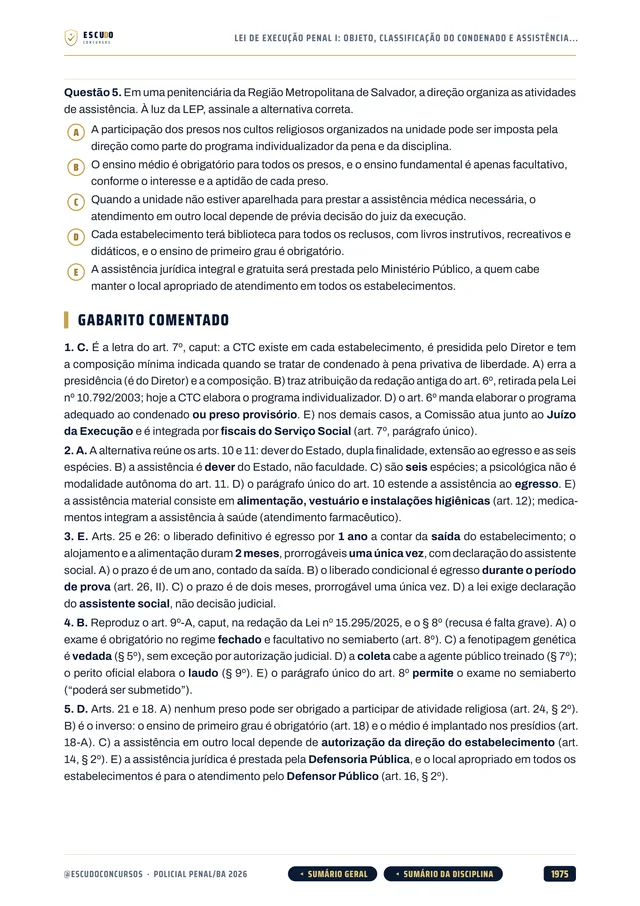 ESCUDO
CONCURSOS
LEI DE EXECUÇÃO PENAL I: OBJETO, CLASSIFICAÇÃO DO CONDENADO E ASSISTÊNCIA...
Questão 5. Em uma penitenciária da Região Metropolitana de Salvador, a direção organiza as atividades
de assistência. À luz da LEP, assinale a alternativa correta.
A A participação dos presos nos cultos religiosos organizados na unidade pode ser imposta pela
direção como parte do programa individualizador da pena e da disciplina.
B O ensino médio é obrigatório para todos os presos, e o ensino fundamental é apenas facultativo,
conforme o interesse e a aptidão de cada preso.
C Quando a unidade não estiver aparelhada para prestar a assistência médica necessária, o
atendimento em outro local depende de prévia decisão do juiz da execução.
D Cada estabelecimento terá biblioteca para todos os reclusos, com livros instrutivos, recreativos e
didáticos, e o ensino de primeiro grau é obrigatório.
E A assistência jurídica integral e gratuita será prestada pelo Ministério Público, a quem cabe
manter o local apropriado de atendimento em todos os estabelecimentos.
GABARITO COMENTADO
1. C. É a letra do art. 7º, caput: a CTC existe em cada estabelecimento, é presidida pelo Diretor e tem
a composição mínima indicada quando se tratar de condenado à pena privativa de liberdade. A) erra a
presidência (é do Diretor) e a composição. B) traz atribuição da redação antiga do art. 6º, retirada pela Lei
nº 10.792/2003; hoje a CTC elabora o programa individualizador. D) o art. 6º manda elaborar o programa
adequado ao condenado ou preso provisório. E) nos demais casos, a Comissão atua junto ao Juízo
da Execução e é integrada por fiscais do Serviço Social (art. 7º, parágrafo único).
2. A. A alternativa reúne os arts. 10 e 11: dever do Estado, dupla finalidade, extensão ao egresso e as seis
espécies. B) a assistência é dever do Estado, não faculdade. C) são seis espécies; a psicológica não é
modalidade autônoma do art. 11. D) o parágrafo único do art. 10 estende a assistência ao egresso. E)
a assistência material consiste em alimentação, vestuário e instalações higiênicas (art. 12); medica-
mentos integram a assistência à saúde (atendimento farmacêutico).
3. E. Arts. 25 e 26: o liberado definitivo é egresso por 1 ano a contar da saída do estabelecimento; o
alojamento e a alimentação duram 2 meses, prorrogáveis uma única vez, com declaração do assistente
social. A) o prazo é de um ano, contado da saída. B) o liberado condicional é egresso durante o período
de prova (art. 26, II). C) o prazo é de dois meses, prorrogável uma única vez. D) a lei exige declaração
do assistente social, não decisão judicial.
4. B. Reproduz o art. 9º-A, caput, na redação da Lei nº 15.295/2025, e o § 8º (recusa é falta grave). A) o
exame é obrigatório no regime fechado e facultativo no semiaberto (art. 8º). C) a fenotipagem genética
é vedada (§ 5º), sem exceção por autorização judicial. D) a coleta cabe a agente público treinado (§ 7º);
o perito oficial elabora o laudo (§ 9º). E) o parágrafo único do art. 8º permite o exame no semiaberto
(“poderá ser submetido”).
5. D. Arts. 21 e 18. A) nenhum preso pode ser obrigado a participar de atividade religiosa (art. 24, § 2º).
B) é o inverso: o ensino de primeiro grau é obrigatório (art. 18) e o médio é implantado nos presídios (art.
18-A). C) a assistência em outro local depende de autorização da direção do estabelecimento (art.
14, § 2º). E) a assistência jurídica é prestada pela Defensoria Pública, e o local apropriado em todos os
estabelecimentos é para o atendimento pelo Defensor Público (art. 16, § 2º).
@ESCUDOCONCURSOS · POLICIAL PENAL/BA 2026
SUMÁRIO GERAL
SUMÁRIO DA DISCIPLINA
1975